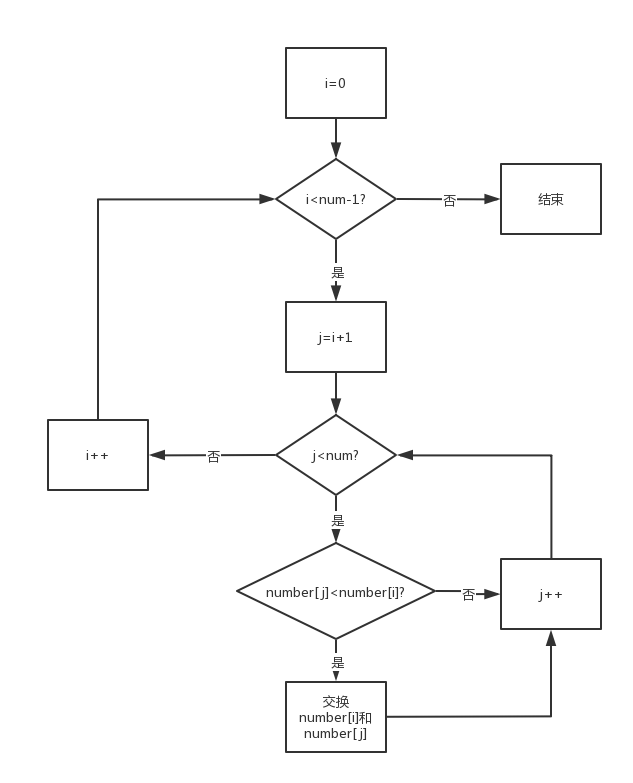 i=0
i<num-1?
否
结束
是
j=i+1
i++
否
j<num?
是
number[j]<number[i]?
否
j++
是
交换
number[i]和
number[j]